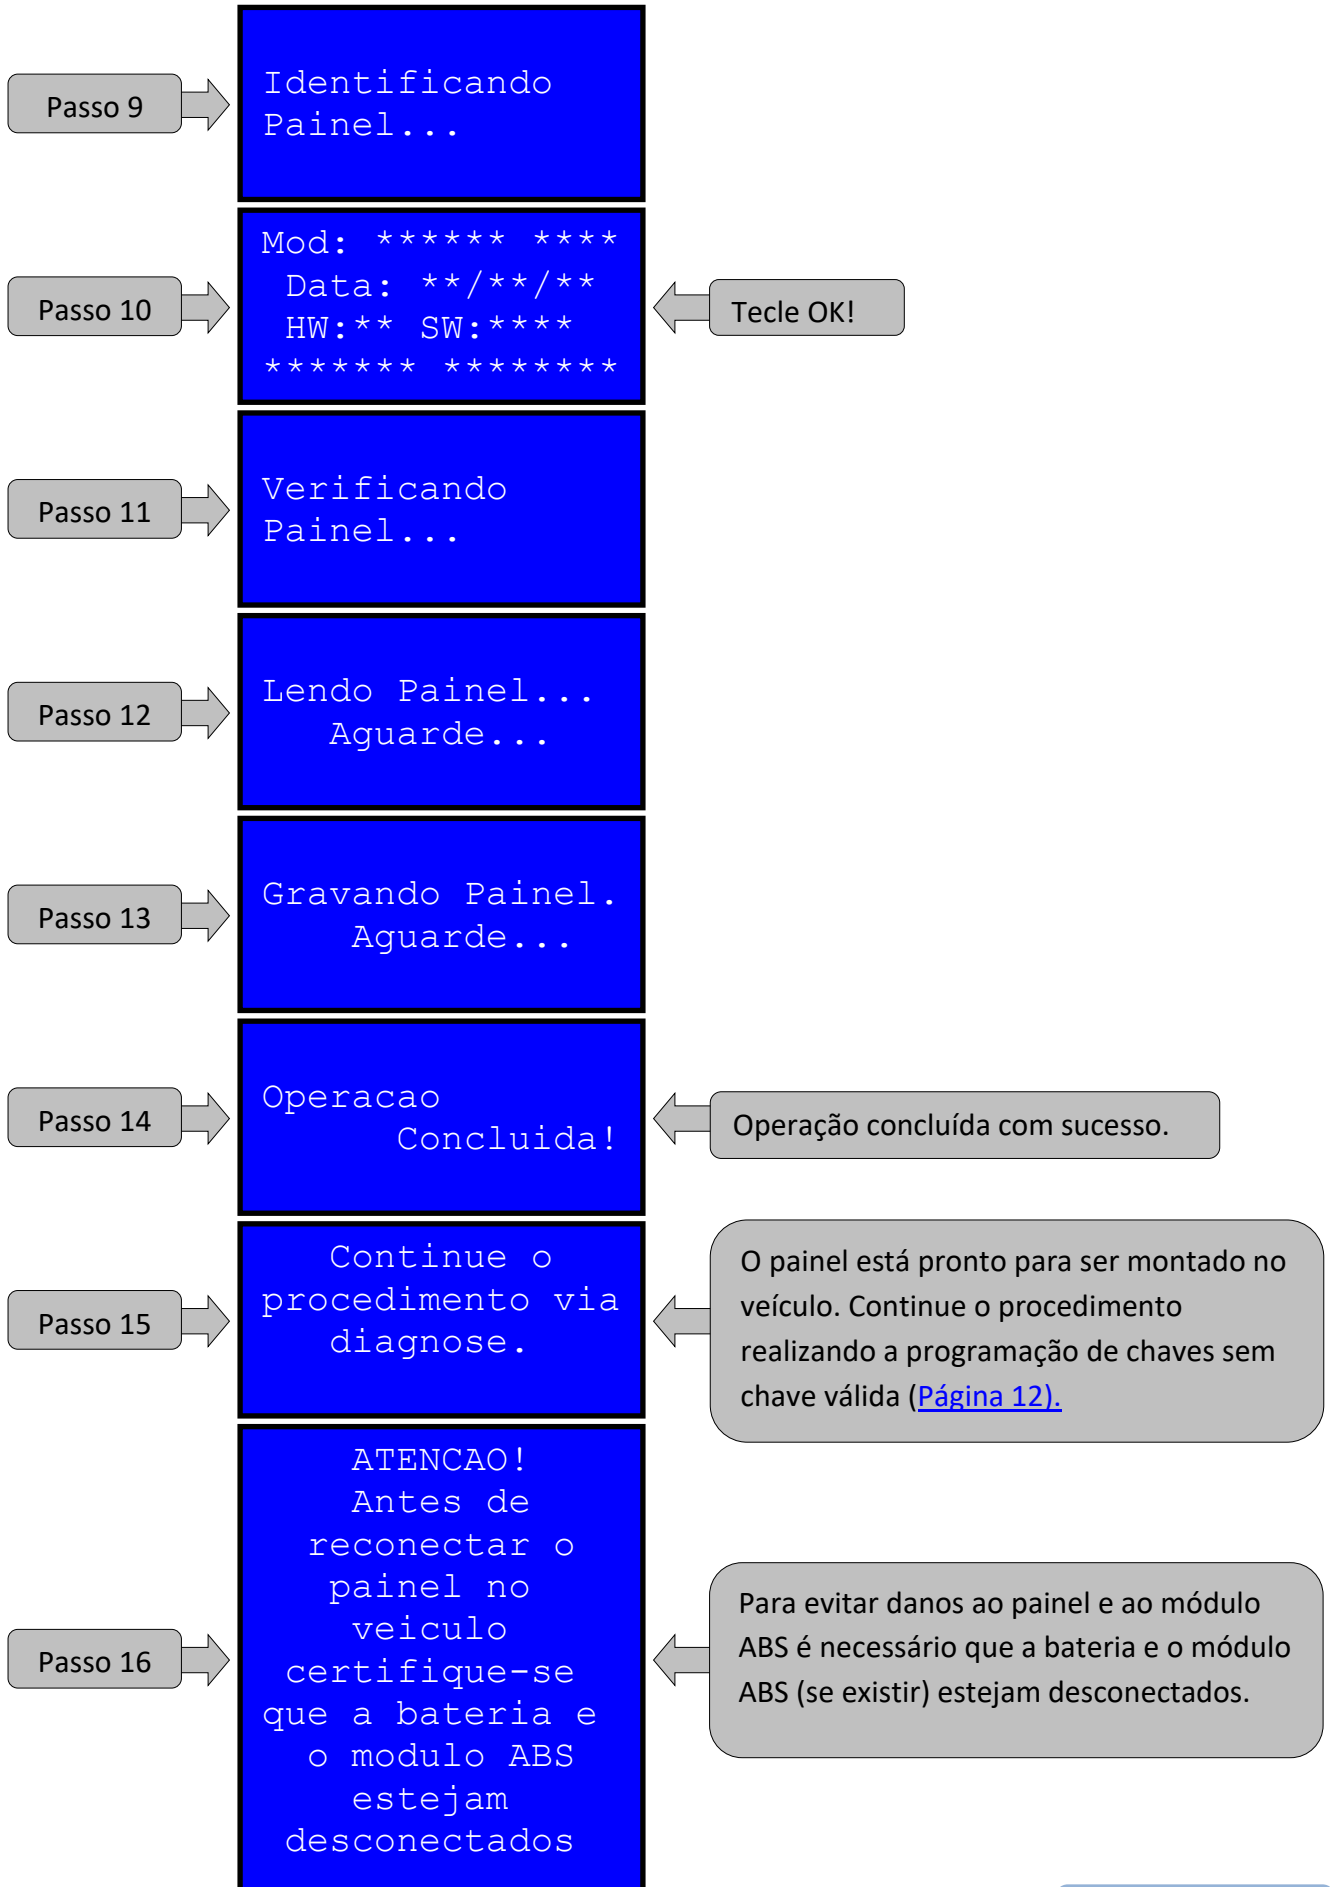 Passo 9
Identificando
Painel...
Passo 10
Mod: ****** ****
Data: **/**/**
HW:** SW:****
******* ********
Tecle OK!
Passo 11
Verificando
Painel...
Passo 12
Lendo Painel...
Aguarde...
Passo 13
Gravando Painel.
Aguarde...
Passo 14
Operacao
Concluida!
Operação concluída com sucesso.
Passo 15
Continue o
procedimento via
diagnose.
O painel está pronto para ser montado no
veículo. Continue o procedimento
realizando a programação de chaves sem
chave válida (Página 12).
Passo 16
ATENCAO!
Antes de
reconectar o
painel no
veiculo
certifique-se
que a bateria e
o modulo ABS
estejam
desconectados
Para evitar danos ao painel e ao módulo
ABS é necessário que a bateria e o módulo
ABS (se existir) estejam desconectados.